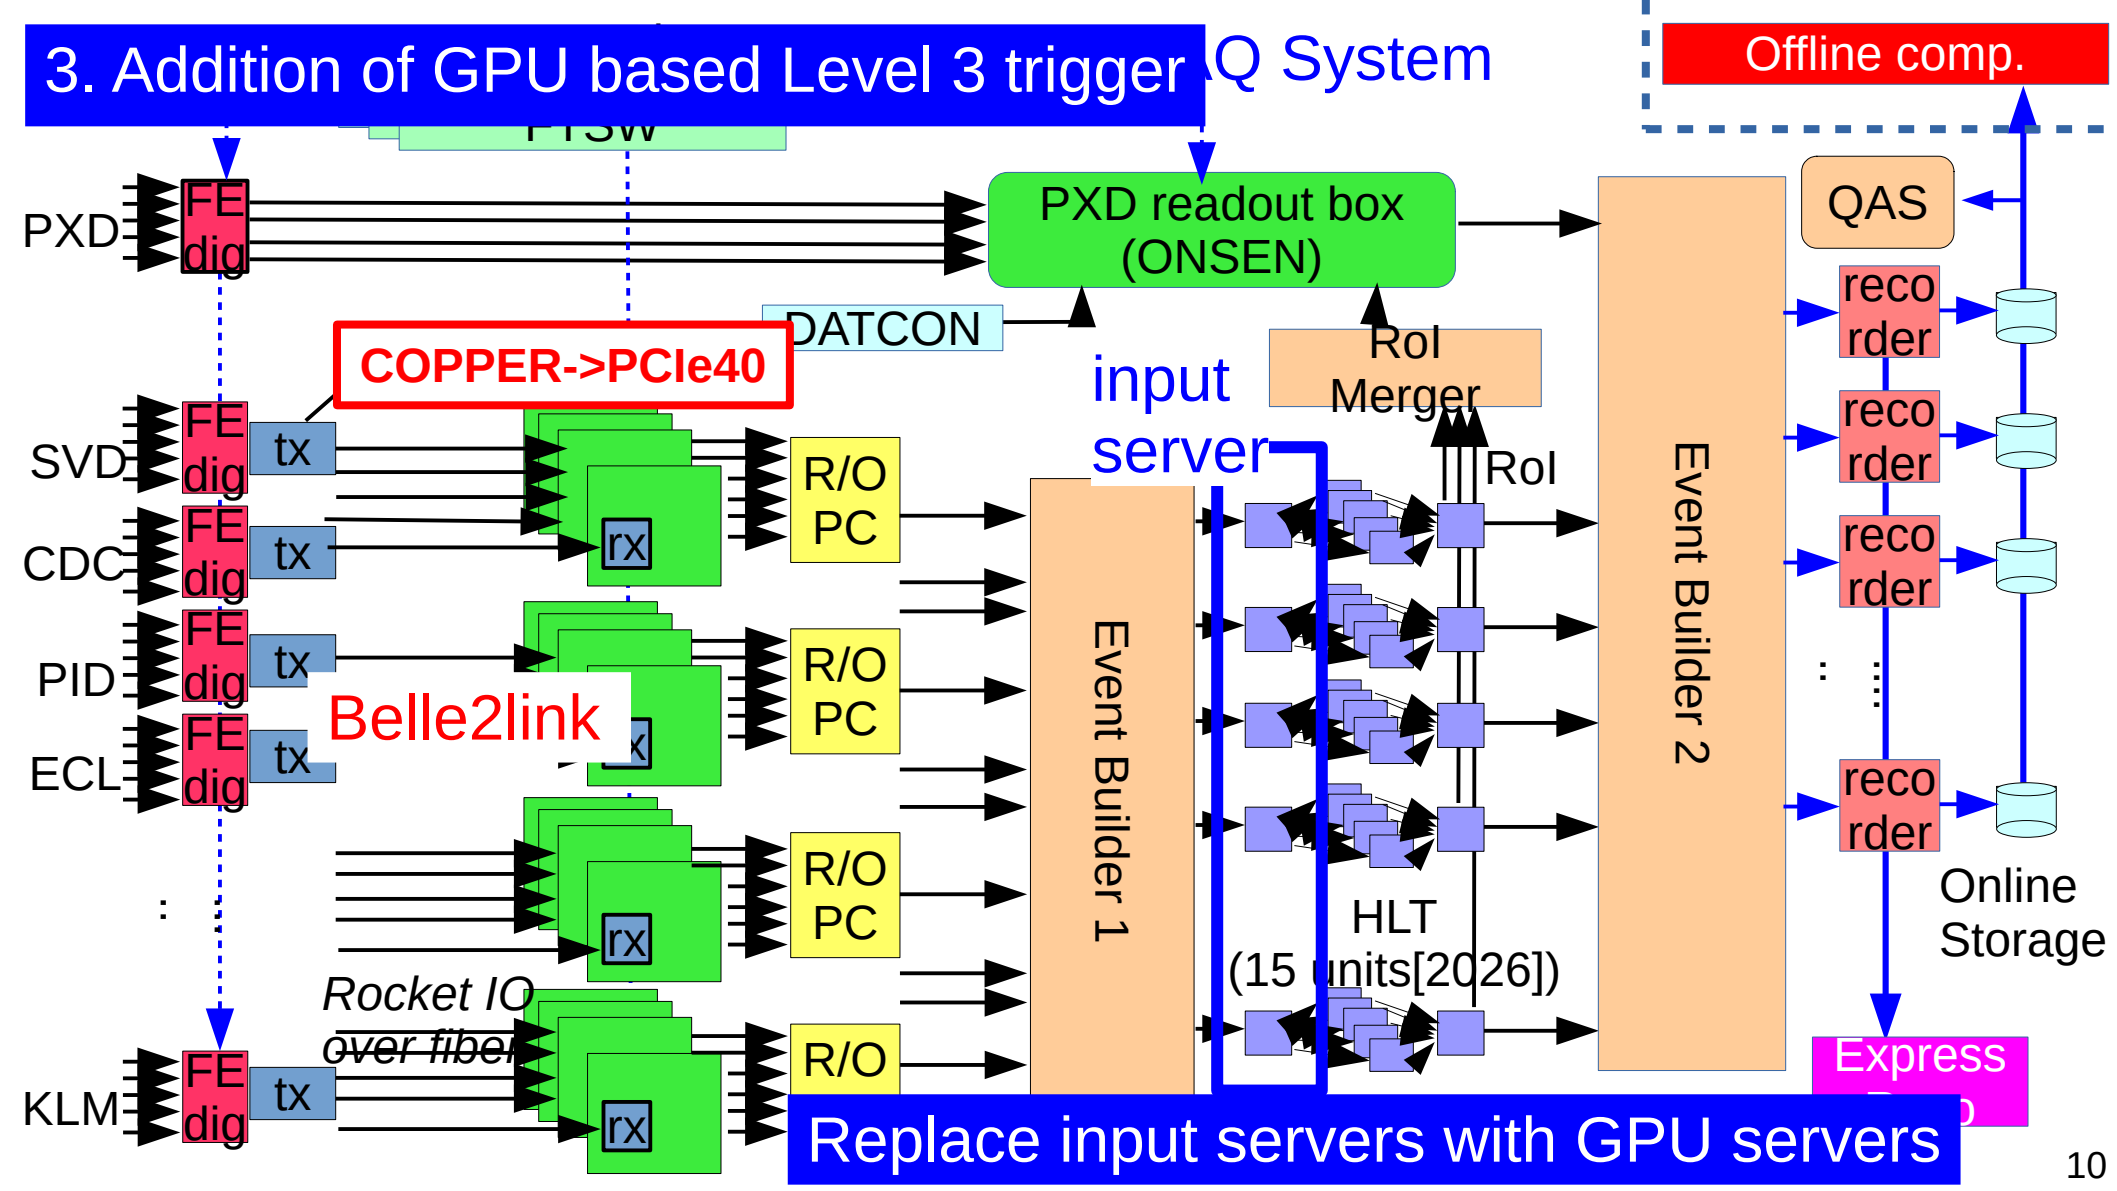 3. Addition of GPU based Level 3 trigger
AQ System
Offline comp.
FTSW
PXD
FE
dig
PXD readout box
(ONSEN)
QAS
DATCON
COPPER->PCIe40
RoI
Merger
input
server
RoI
reco
rder
reco
rder
reco
rder
reco
rder
SVD
FE
dig
tx
rx
R/O
PC
CDC
FE
dig
tx
PID
FE
dig
tx
R/O
PC
Belle2link
ECL
FE
dig
tx
Event Builder 1
Event Builder 2
:
:
:
:
rx
R/O
PC
HLT
(15 units[2026])
Online
Storage
Rocket IO
over fiber
KLM
FE
dig
tx
rx
R/O
Express
Replace input servers with GPU servers
10